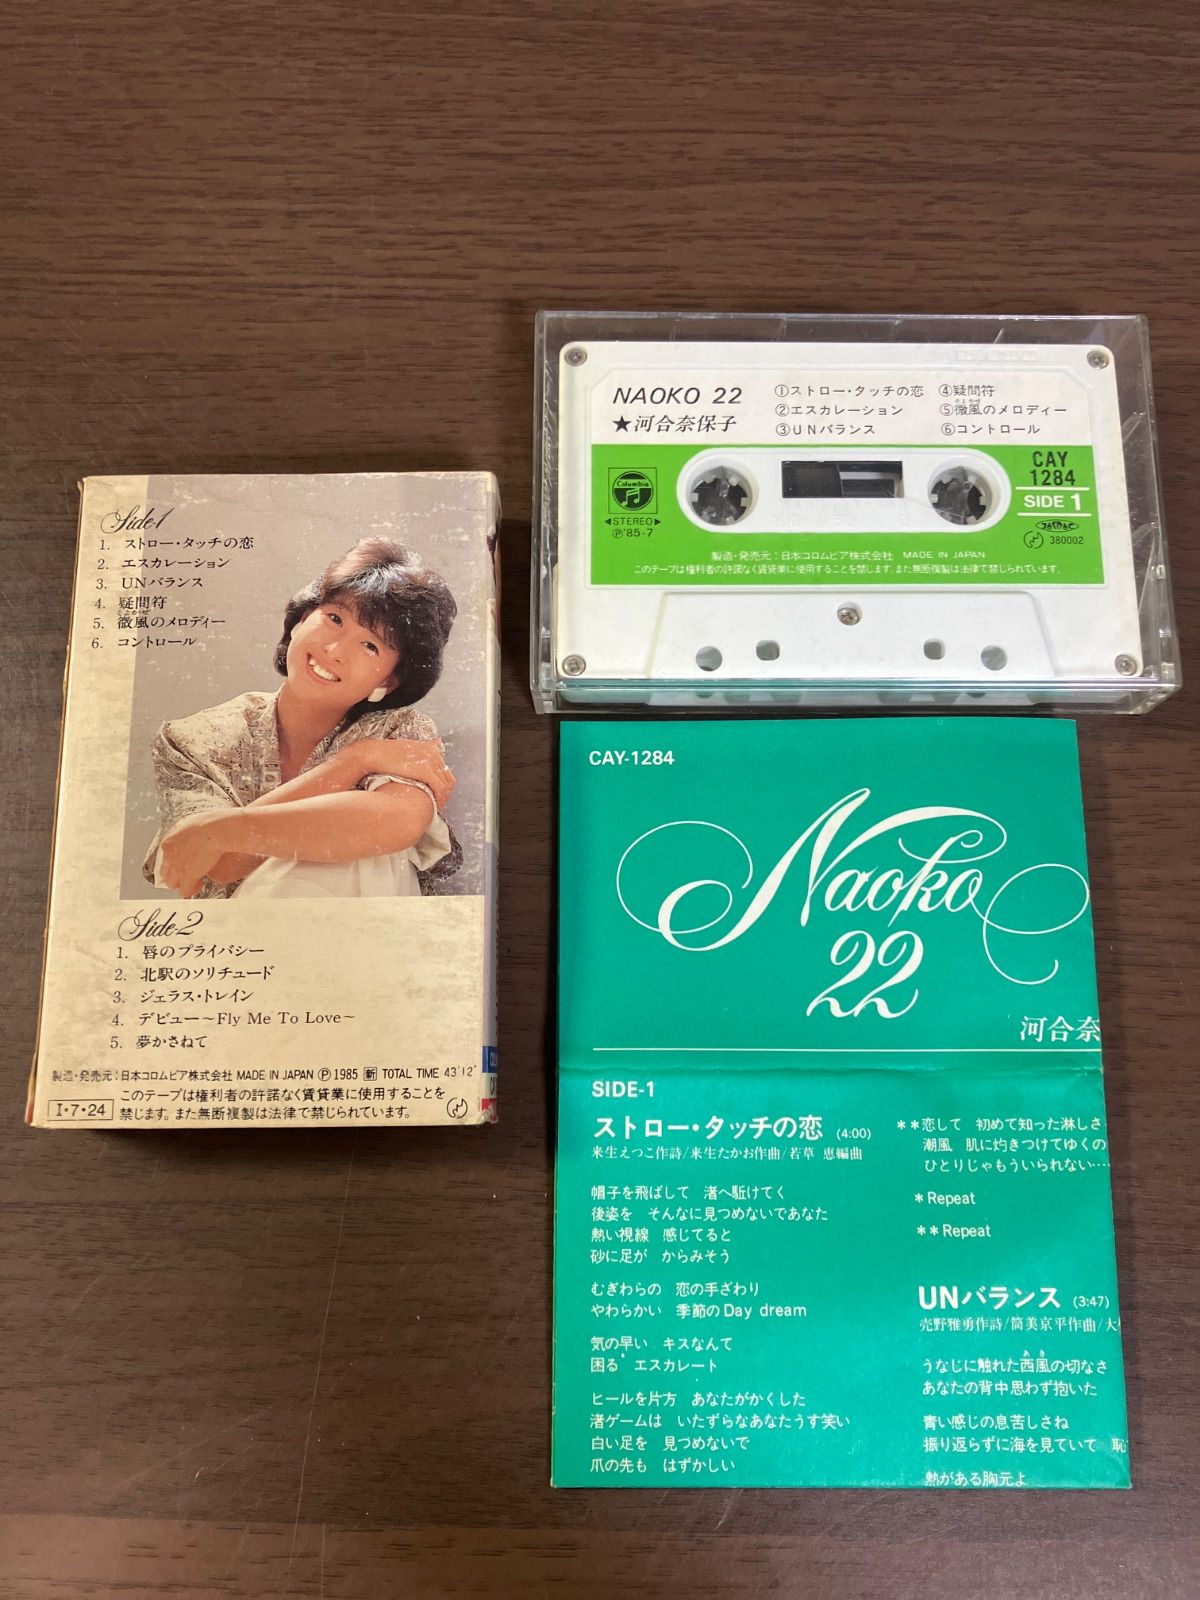 Side-1
1. ストロー・タッチの恋
2. エスカレーション
3. UNバランス
4. 疑問符
5. 微風のメロディー
そよかぜ
6. コントロール
Side-2
1. 唇のプライバシー
2. 北駅のソリチュード
3. ジェラス・トレイン
4. デビュー〜Fly Me To Love〜
5. 夢かさねて
製造・発売元:日本コロムビア株式会社 MADE IN JAPAN Ⓟ1985 新 TOTAL TIME 43'12"
I・7・24
このテープは権利者の許諾なく賃貸業に使用することを
禁じます。また無断複製は法律で禁じられています。
NAOKO 22
★河合奈保子
①ストロー・タッチの恋
②エスカレーション
③UNバランス
④疑問符
そよかぜ
⑤微風のメロディー
⑥コントロール
Columbia
◀STEREO▶
Ⓟ'85・7
CAY
1284
SIDE 1
380002
製造・発売元:日本コロムビア株式会社 MADE IN JAPAN
このテープは権利者の許諾なく賃貸業に使用することを禁じます。また無断複製は法律で禁じられています。
CAY-1284
Naoko
22
河合奈
SIDE-1
ストロー・タッチの恋 (4:00)
来生えつこ作詩/来生たかお作曲/若草 恵編曲
帽子を飛ばして 渚へ駈けてく
後姿を そんなに見つめないであなた
熱い視線 感じてると
砂に足が からみそう
むぎわらの 恋の手ざわり
やわらかい 季節のDay dream
気の早い キスなんて
困る* エスカレート
ヒールを片方 あなたがかくした
渚ゲームは いたずらなあなたうす笑い
白い足を 見つめないで
爪の先も はずかしい
**恋して 初めて知った淋しさ
潮風 肌に灼きつけてゆくの
ひとりじゃもういられない‥‥
*Repeat
**Repeat
UNバランス (3:47)
売野雅勇作詩/筒美京平作曲/大
あき
うなじに触れた西風の切なさ
あなたの背中思わず抱いた
青い感じの息苦しさね
振り返らずに海を見ていて 恥
熱がある胸元よ